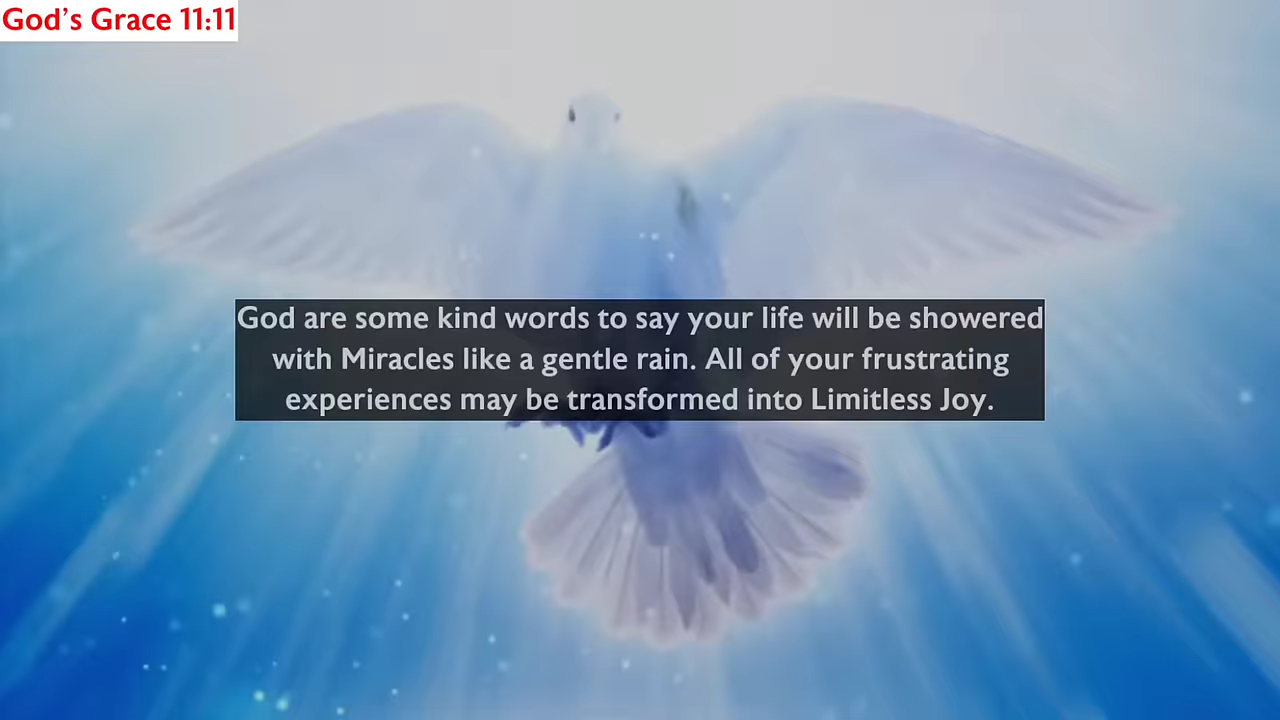 God’s Grace 11:11
God are some kind words to say your life will be showered
with Miracles like a gentle rain. All of your frustrating
experiences may be transformed into Limitless Joy.